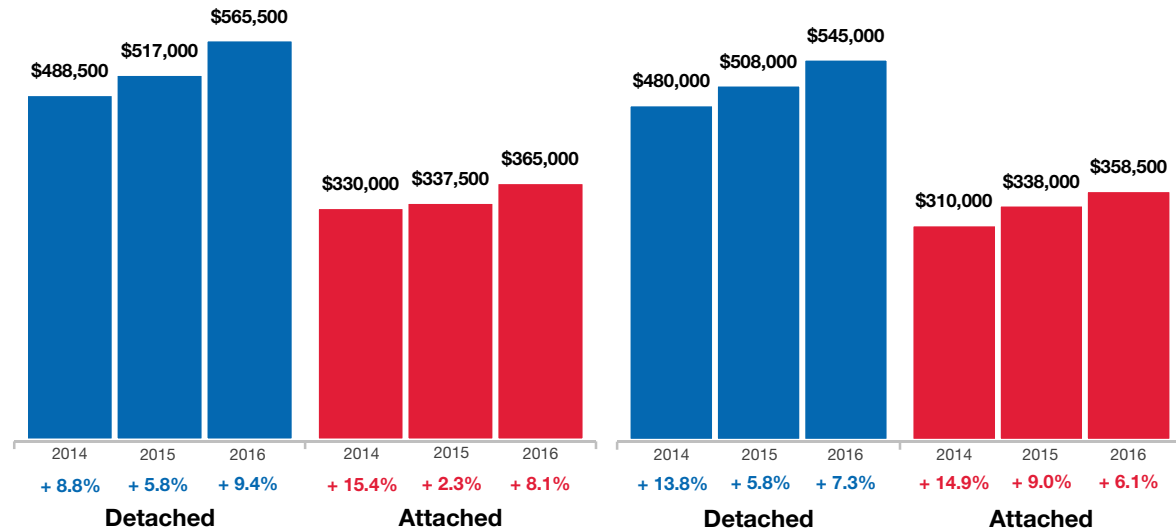 $488,500
$517,000
$565,500
$330,000
$337,500
$365,000
2014 2015 2016 2014 2015 2016
+ 8.8% + 5.8% + 9.4% + 15.4% + 2.3% + 8.1%
Detached Attached
$480,000
$508,000
$545,000
$310,000
$338,000
$358,500
2014 2015 2016 2014 2015 2016
+ 13.8% + 5.8% + 7.3% + 14.9% + 9.0% + 6.1%
Detached Attached